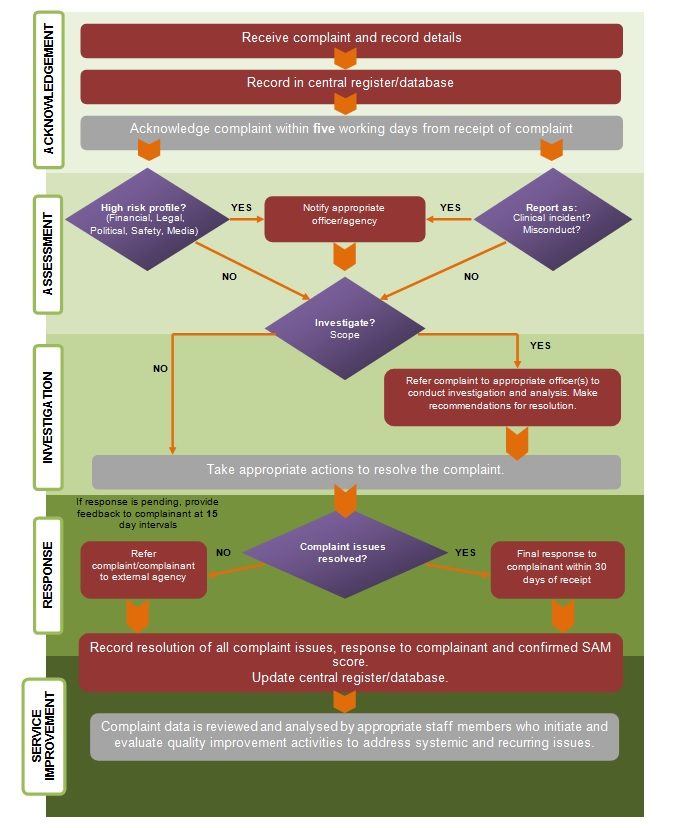 ACKNOWLEDGEMENT
Receive complaint and record details
Record in central register/database
Acknowledge complaint within five working days from receipt of complaint
ASSESSMENT
High risk profile?
(Financial, Legal,
Political, Safety, Media)
YES
Notify appropriate
officer/agency
YES
Report as:
Clinical incident?
Misconduct?
NO
NO
Investigate?
Scope
INVESTIGATION
NO
YES
Refer complaint to appropriate officer(s) to
conduct investigation and analysis. Make
recommendations for resolution.
Take appropriate actions to resolve the complaint.
RESPONSE
If response is pending, provide
feedback to complainant at 15
day intervals
Refer
complaint/complainant
to external agency
NO
Complaint issues
resolved?
YES
Final response to
complainant within 30
days of receipt
Record resolution of all complaint issues, response to complainant and confirmed SAM
score.
Update central register/database.
SERVICE
IMPROVEMENT
Complaint data is reviewed and analysed by appropriate staff members who initiate and
evaluate quality improvement activities to address systemic and recurring issues.